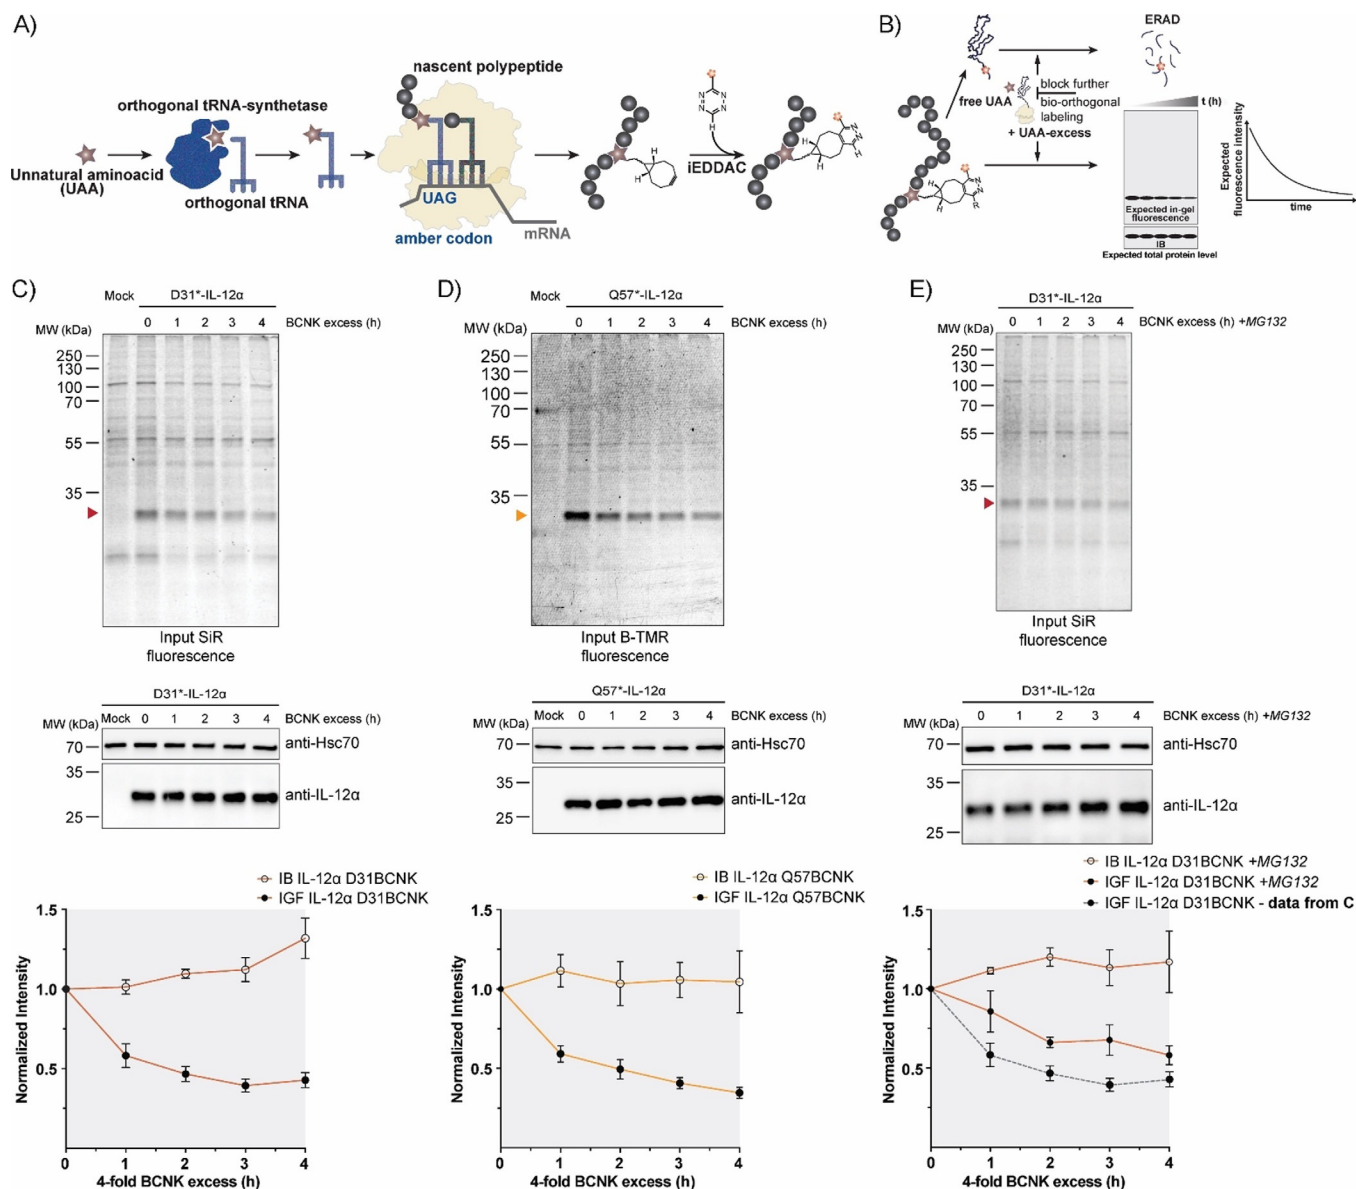 A)
nascent polypeptide
orthogonal tRNA-synthetase
Unnatural aminoacid
(UAA)
orthogonal tRNA
UAG
amber codon
mRNA
N N
N N
H
iEDDAC
H
H
H
H
N
N
H
B)
ERAD
free UAA
block further
bio-orthogonal
labeling
+ UAA-excess
t (h)
H
H
N
N
R
Expected in-gel
fluorescence
IB
Expected total protein level
Expected
fluorescence intensity
time
C)
Mock
D31*-IL-12α
0 1 2 3 4 BCNK excess (h)
MW (kDa)
250
130
100
70
55
35
Input SiR
fluorescence
D31*-IL-12α
MW (kDa) Mock 0 1 2 3 4 BCNK excess (h)
70 anti-Hsc70
35
anti-IL-12α
25
IB IL-12α D31BCNK
IGF IL-12α D31BCNK
Normalized Intensity
1.5
1.0
0.5
0
0 1 2 3 4
4-fold BCNK excess (h)
D)
Mock
Q57*-IL-12α
0 1 2 3 4 BCNK excess (h)
MW (kDa)
250
130
100
70
55
35
Input B-TMR
fluorescence
Q57*-IL-12α
MW (kDa) Mock 0 1 2 3 4 BCNK excess (h)
70 anti-Hsc70
35
anti-IL-12α
25
IB IL-12α Q57BCNK
IGF IL-12α Q57BCNK
Normalized Intensity
1.5
1.0
0.5
0
0 1 2 3 4
4-fold BCNK excess (h)
E)
D31*-IL-12α
0 1 2 3 4 BCNK excess (h) +MG132
MW (kDa)
250
130
100
70
55
35
Input SiR
fluorescence
D31*-IL-12α
MW (kDa) 0 1 2 3 4 BCNK excess (h) +MG132
70 anti-Hsc70
35
anti-IL-12α
25
IB IL-12α D31BCNK +MG132
IGF IL-12α D31BCNK +MG132
IGF IL-12α D31BCNK - data from C
Normalized Intensity
1.5
1.0
0.5
0
0 1 2 3 4
4-fold BCNK excess (h)